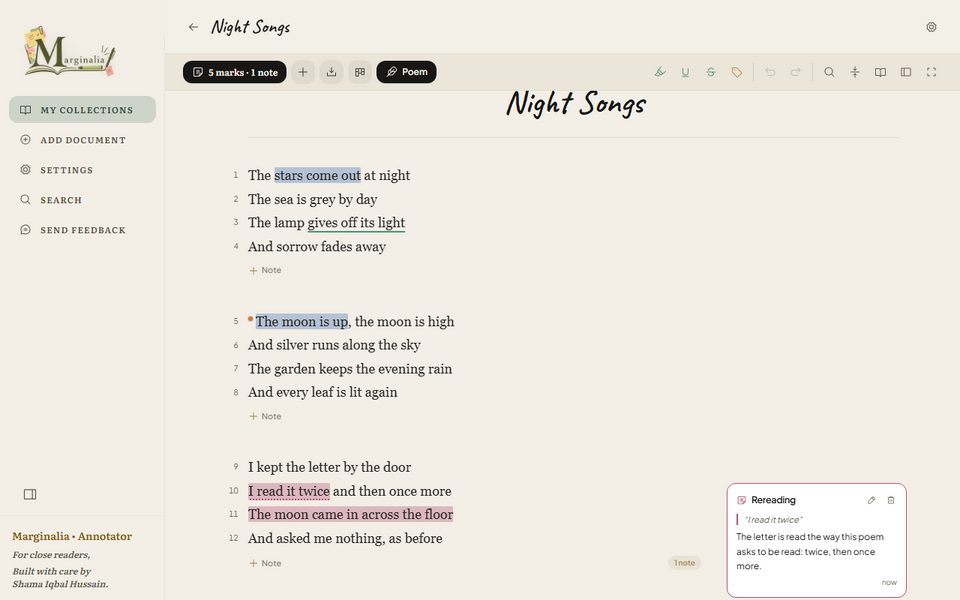 Marginalia
Night Songs
MY COLLECTIONS
ADD DOCUMENT
SETTINGS
SEARCH
SEND FEEDBACK
5 marks · 1 note
Poem
Night Songs
1 The stars come out at night
2 The sea is grey by day
3 The lamp gives off its light
4 And sorrow fades away
+ Note
5 The moon is up, the moon is high
6 And silver runs along the sky
7 The garden keeps the evening rain
8 And every leaf is lit again
+ Note
9 I kept the letter by the door
10 I read it twice and then once more
11 The moon came in across the floor
12 And asked me nothing, as before
+ Note
1 note
Rereading
"I read it twice"
The letter is read the way this poem
asks to be read: twice, then once
more.
now
Marginalia • Annotator
For close readers,
Built with care by
Shama Iqbal Hussain.